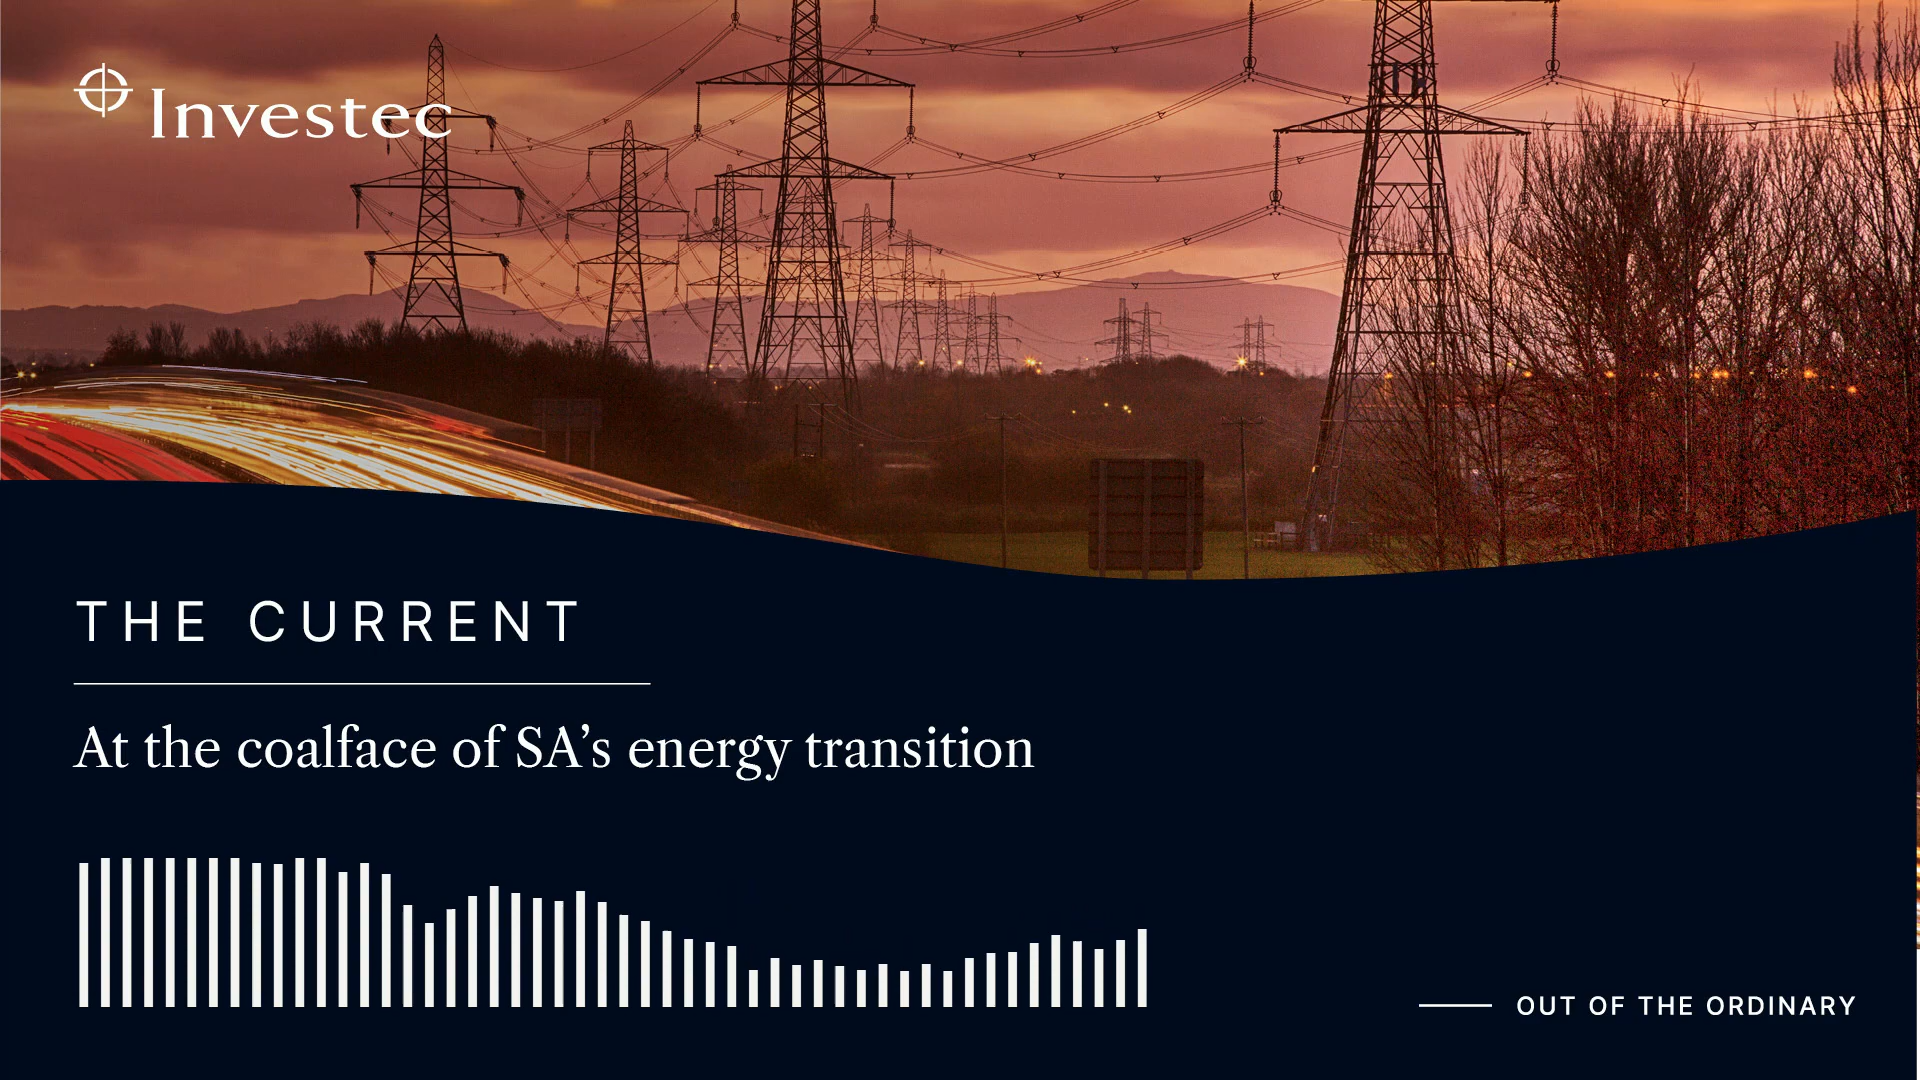 Investec
THE CURRENT
At the coalface of SA’s energy transition
OUT OF THE ORDINARY